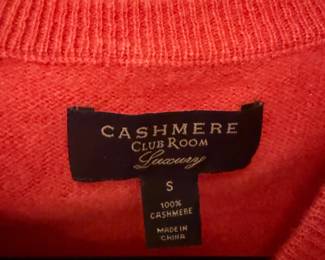 CASHMERE
CLUB ROOM
Luxury
S
100%
CASHMERE
MADE IN
CHINA